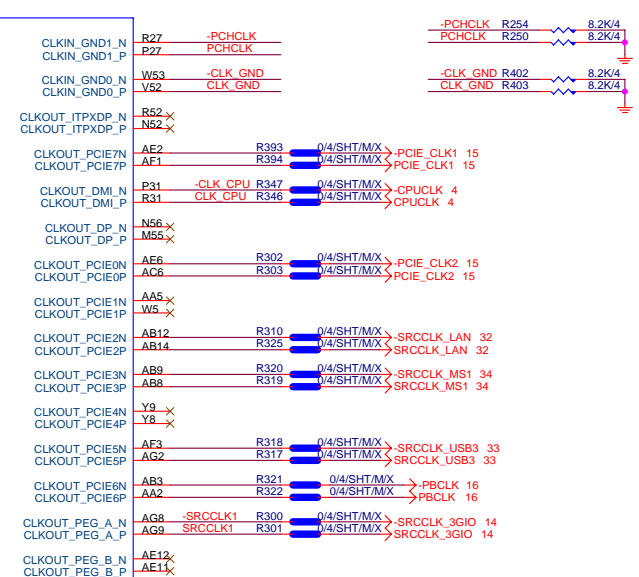 -PCHCLK R254 8.2K/4
CLKIN_GND1_N R27 -PCHCLK PCHCLK R250 8.2K/4
CLKIN_GND1_P P27 PCHCLK
CLKIN_GND0_N W53 -CLK_GND -CLK_GND R402 8.2K/4
CLKIN_GND0_P V52 CLK_GND CLK_GND R403 8.2K/4
CLKOUT_ITPXDP_N R52
CLKOUT_ITPXDP_P N52
CLKOUT_PCIE7N AE2 R393 0/4/SHT/M/X -PCIE_CLK1 15
CLKOUT_PCIE7P AF1 R394 0/4/SHT/M/X PCIE_CLK1 15
CLKOUT_DMI_N P31 -CLK_CPU R347 0/4/SHT/M/X -CPUCLK 4
CLKOUT_DMI_P R31 CLK_CPU R346 0/4/SHT/M/X CPUCLK 4
CLKOUT_DP_N N56
CLKOUT_DP_P M55
CLKOUT_PCIE0N AE6 R302 0/4/SHT/M/X -PCIE_CLK2 15
CLKOUT_PCIE0P AC6 R303 0/4/SHT/M/X PCIE_CLK2 15
CLKOUT_PCIE1N AA5
CLKOUT_PCIE1P W5
CLKOUT_PCIE2N AB12 R310 0/4/SHT/M/X -SRCCLK_LAN 32
CLKOUT_PCIE2P AB14 R325 0/4/SHT/M/X SRCCLK_LAN 32
CLKOUT_PCIE3N AB9 R320 0/4/SHT/M/X -SRCCLK_MS1 34
CLKOUT_PCIE3P AB8 R319 0/4/SHT/M/X SRCCLK_MS1 34
CLKOUT_PCIE4N Y9
CLKOUT_PCIE4P Y8
CLKOUT_PCIE5N AF3 R318 0/4/SHT/M/X -SRCCLK_USB3 33
CLKOUT_PCIE5P AG2 R317 0/4/SHT/M/X SRCCLK_USB3 33
CLKOUT_PCIE6N AB3 R321 0/4/SHT/M/X -PBCLK 16
CLKOUT_PCIE6P AA2 R322 0/4/SHT/M/X PBCLK 16
CLKOUT_PEG_A_N AG8 -SRCCLK1 R300 0/4/SHT/M/X -SRCCLK_3GIO 14
CLKOUT_PEG_A_P AG9 SRCCLK1 R301 0/4/SHT/M/X SRCCLK_3GIO 14
CLKOUT_PEG_B_N AE12
CLKOUT_PEG_B_P AE11